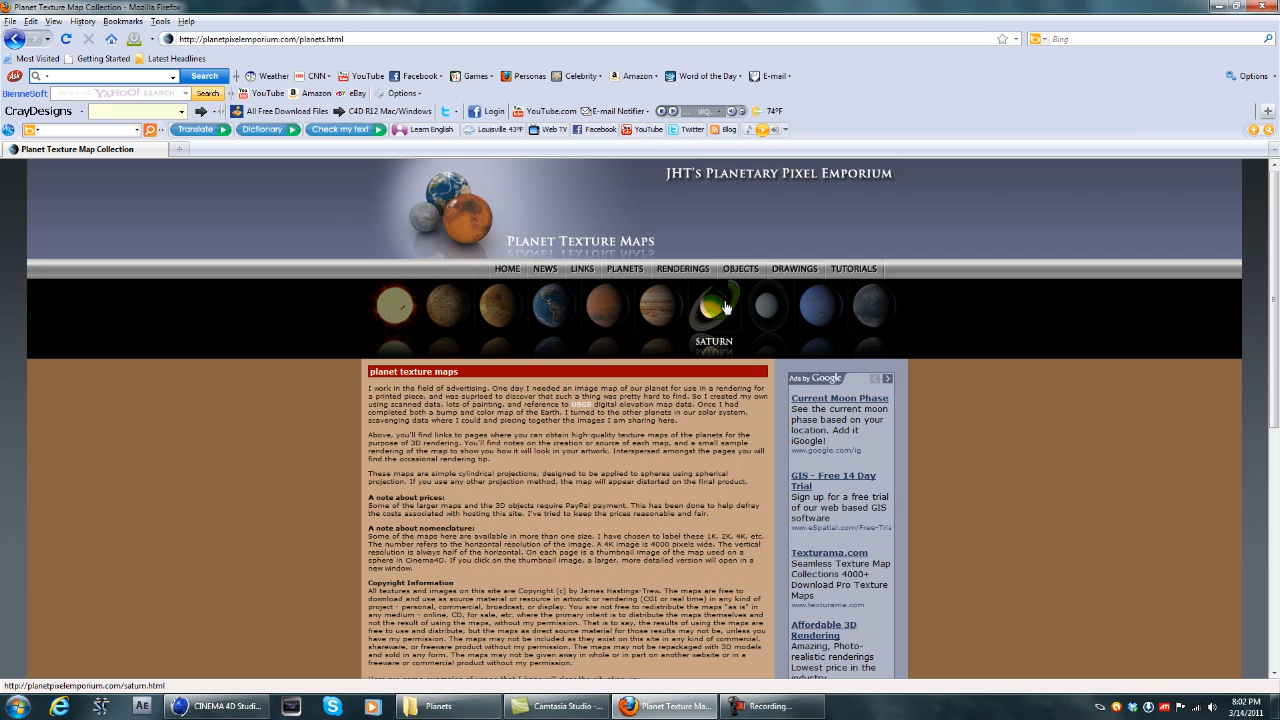 Planet Texture Map Collection - Mozilla Firefox
File Edit View History Bookmarks Tools Help
http://planetpixelemporium.com/planets.html
Bing
Most Visited Getting Started Latest Headlines
Ask Search Weather CNN YouTube Facebook Games Personas Celebrity Amazon Word of the Day E-mail Options
BienneSoft YAHOO! SEARCH Search YouTube Amazon eBay Options
CrayDesigns All Free Download Files C4D R12 Mac/Windows Login YouTube.com E-mail Notifier WQ... 74°F
Translate Dictionary Check my text Learn English Louisville 43°F Web TV Facebook YouTube Twitter Blog
Planet Texture Map Collection
JHT's Planetary Pixel Emporium
Planet Texture Maps
HOME NEWS LINKS PLANETS RENDERINGS OBJECTS DRAWINGS TUTORIALS
SATURN
planet texture maps
I work in the field of advertising. One day I needed an image map of our planet for use in a rendering for
a printed piece, and was suprised to discover that such a thing was pretty hard to find. So I created my own
using scanned data, lots of painting, and reference to USGS digital elevation map data. Once I had
completed both a bump and color map of the Earth, I turned to the other planets in our solar system,
scavenging data where I could and piecing together the images I am sharing here.
Above, you'll find links to pages where you can obtain high-quality texture maps of the planets for the
purpose of 3D rendering. You'll find notes on the creation or source of each map, and a small sample
rendering of the map to show you how it will look in your artwork. Interspersed amongst the pages you will
find the occasional rendering tip.
These maps are simple cylindrical projections, designed to be applied to spheres using spherical
projection. If you use any other projection method, the map will appear distorted on the final product.
A note about prices:
Some of the larger maps and the 3D objects require PayPal payment. This has been done to help defray
the costs associated with hosting this site. I've tried to keep the prices reasonable and fair.
A note about nomenclature:
Some of the maps here are available in more than one size. I have chosen to label these 1K, 2K, 4K, etc.
The number refers to the horizontal resolution of the image. A 4K image is 4000 pixels wide. The vertical
resolution is always half of the horizontal. On each page is a thumbnail image of the map used on a
sphere in Cinema4D. If you click on the thumbnail image, a larger, more detailed version will open in a
new window.
Copyright Information
All textures and images on this site are Copyright (c) by James Hastings-Trew. The maps are free to
download and use as source material or resource in artwork or rendering (CGI or real time) in any kind of
project - personal, commercial, broadcast, or display. You are not free to redistribute the maps "as is" in
any medium - online, CD, for sale, etc. where the primary intent is to distribute the maps themselves and
not the result of using the maps, without my permission. That is to say, the results of using the maps are
free to use and distribute, but the maps as direct source material for those results may not be, unless you
have my permission. The maps may not be included as they exist on this site in any kind of commercial,
shareware, or freeware product without my permission. The maps may not be repackaged with 3D models
and sold in any form. The maps may not be given away in whole or in part on another website or in a
freeware or commercial product without my permission.
Ads by Google
Current Moon Phase
See the current moon
phase calendar. Add it
iGoogle!
www.google.com/ig
GIS - Free 14 Day
Trial
Sign up for a free trial
of our web based GIS
software
www.eSpatial.com/Free-Tria
Texturama.com
Seamless Texture Map
Collections 4000+
Download Pro Texture
Maps
www.texturama.com
Affordable 3D
Rendering
Amazing, Photo-
realistic renderings
Lowest price in the
industry
http://planetpixelemporium.com/saturn.html
CINEMA 4D Studi... Planets Camtasia Studio -... Planet Texture Ma... Recording...
Ae
8:02 PM
3/14/2011